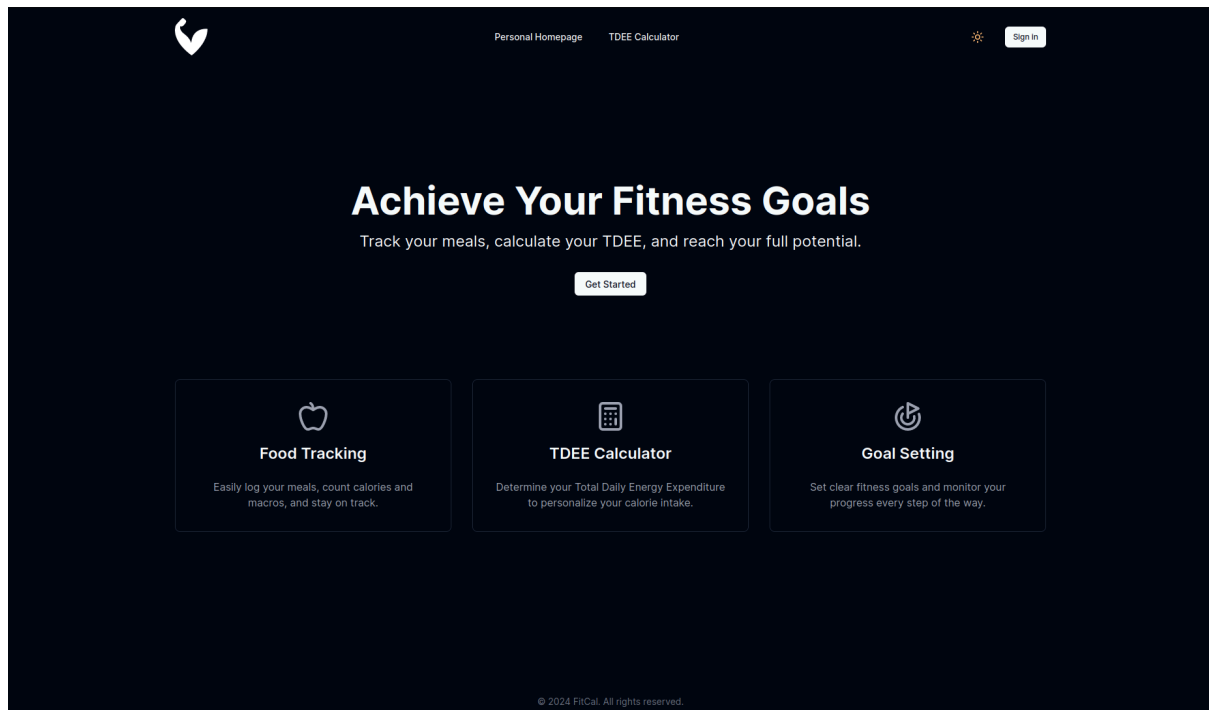 Personal Homepage
TDEE Calculator
Sign in
Achieve Your Fitness Goals
Track your meals, calculate your TDEE, and reach your full potential.
Get Started
Food Tracking
Easily log your meals, count calories and
macros, and stay on track.
TDEE Calculator
Determine your Total Daily Energy Expenditure
to personalize your calorie intake.
Goal Setting
Set clear fitness goals and monitor your
progress every step of the way.
© 2024 FitCal. All rights reserved.